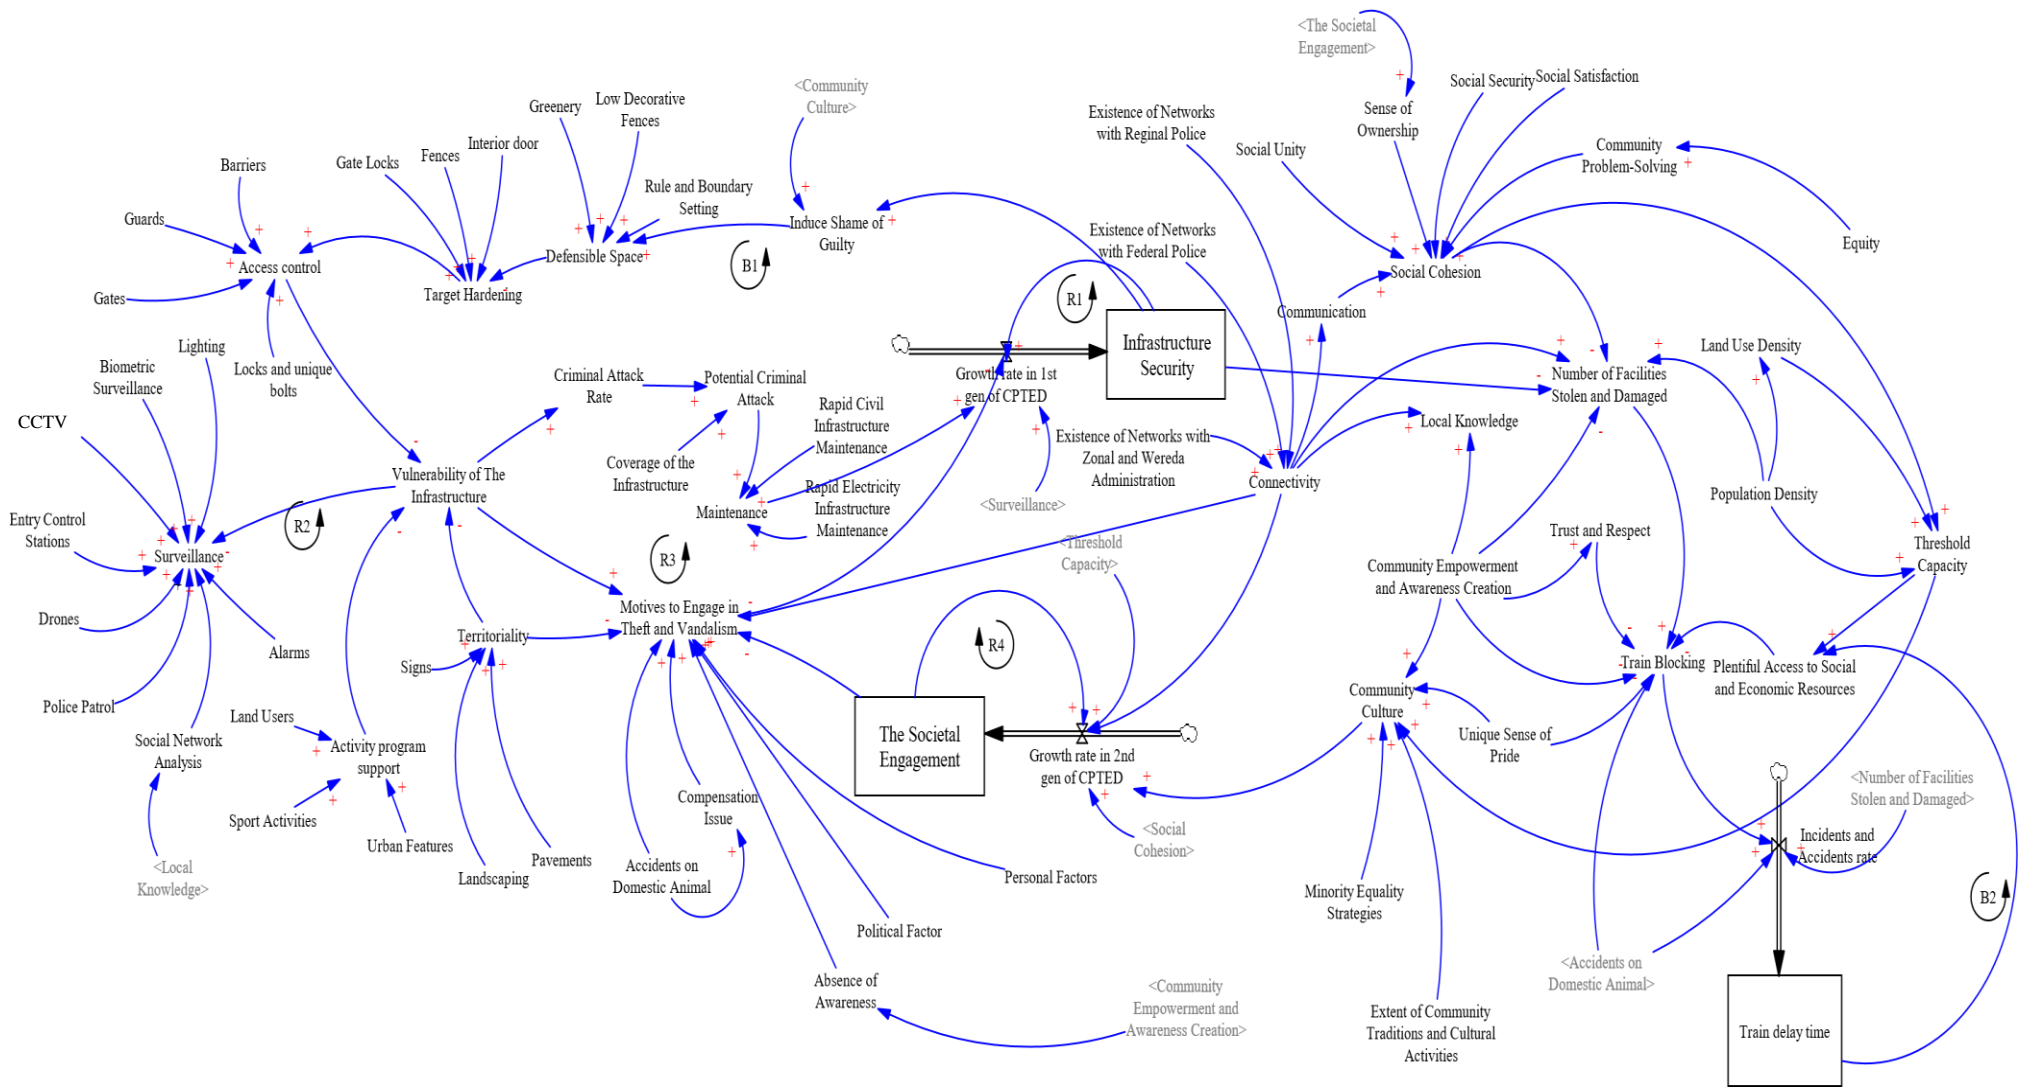 <The Societal
Engagement>
Social Security
Social Satisfaction
<Community
Culture>
Greenery
Low Decorative
Fences
Existence of Networks
with Reginal Police
Sense of
Ownership
Interior door
Fences
Gate Locks
Barriers
Social Unity
Community
Problem-Solving
Rule and Boundary
Setting
Guards
Induce Shame of
Guilty
Existence of Networks
with Federal Police
Equity
Access control
Defensible Space
B1
Social Cohesion
Gates
Target Hardening
R1
Communication
Lighting
Infrastructure
Security
Land Use Density
Biometric
Surveillance
Locks and unique
bolts
Criminal Attack
Rate
Potential Criminal
Attack
Growth rate in 1st
gen of CPTED
Number of Facilities
Stolen and Damaged
CCTV
Rapid Civil
Infrastructure
Maintenance
Local Knowledge
Existence of Networks with
Zonal and Wereda
Administration
Vulnerability of The
Infrastructure
Coverage of the
Infrastructure
Connectivity
Population Density
Rapid Electricity
Infrastructure
Maintenance
<Surveillance>
Maintenance
Entry Control
Stations
R2
Trust and Respect
Surveillance
R3
<Threshold
Capacity>
Threshold
Capacity
Community Empowerment
and Awareness Creation
Drones
Motives to Engage in
Theft and Vandalism
Territoriality
Alarms
Signs
R4
Train Blocking
Plentiful Access to Social
and Economic Resources
Police Patrol
Land Users
Community
Culture
Social Network
Analysis
Activity program
support
The Societal
Engagement
Growth rate in 2nd
gen of CPTED
Unique Sense of
Pride
<Number of Facilities
Stolen and Damaged>
Compensation
Issue
Sport Activities
Urban Features
<Social
Cohesion>
Incidents and
Accidents rate
<Local
Knowledge>
Landscaping
Pavements
Accidents on
Domestic Animal
Personal Factors
Minority Equality
Strategies
B2
Political Factor
<Accidents on
Domestic Animal>
Absence of
Awareness
<Community
Empowerment and
Awareness Creation>
Extent of Community
Traditions and Cultural
Activities
Train delay time